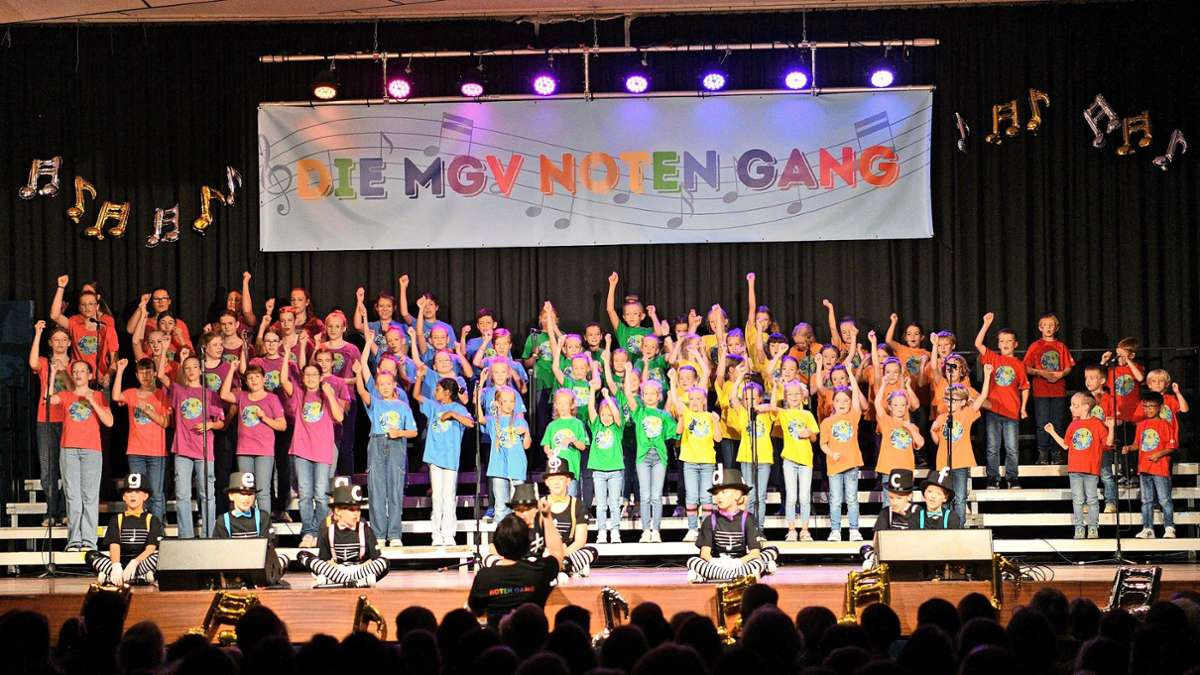 DIE MGV NOTEN GANG
g e a c e d c f
NOTEN GANG